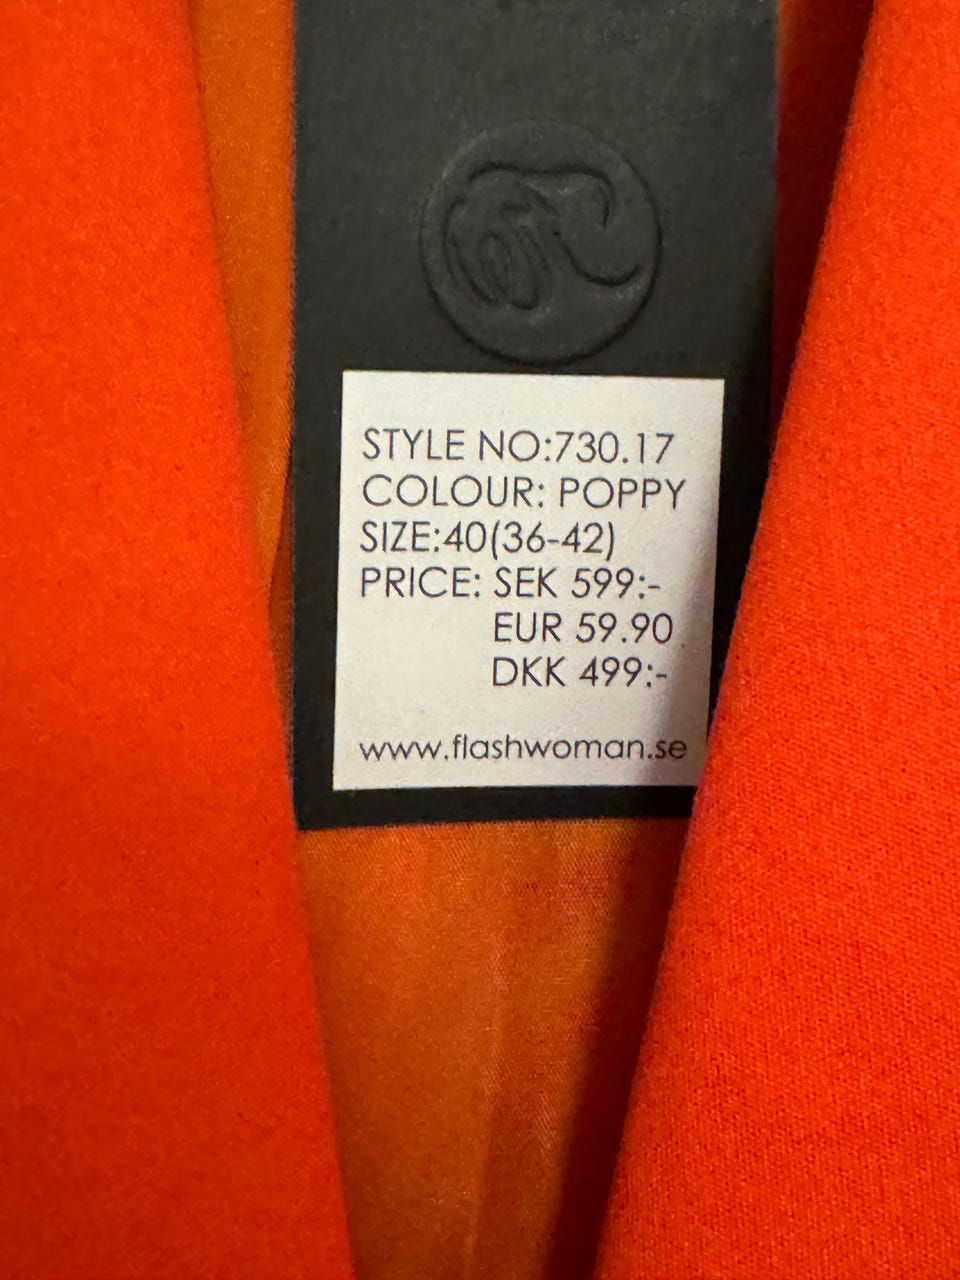 STYLE NO:730.17
COLOUR: POPPY
SIZE:40(36-42)
PRICE: SEK 599:-
EUR 59.90
DKK 499:-
www.flashwoman.se